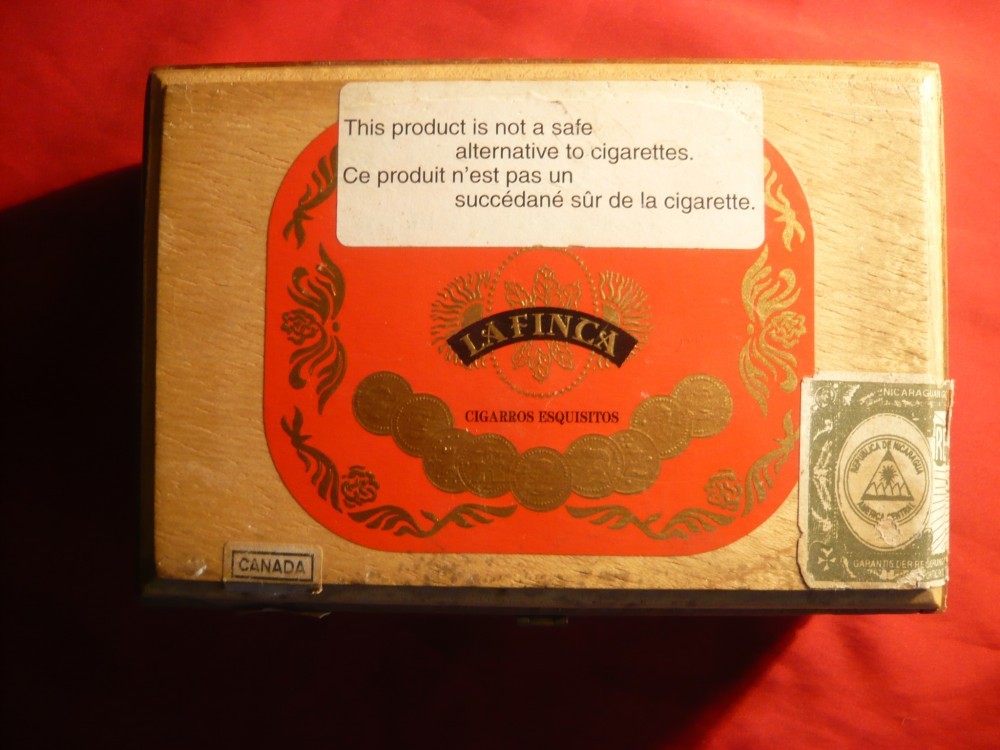 This product is not a safe
alternative to cigarettes.
Ce produit n'est pas un
succédané sûr de la cigarette.
LA FINCA
CIGARROS ESQUISITOS
NICARAGUA
REPUBLICA DE NICARAGUA
AMERICA CENTRAL
CANADA